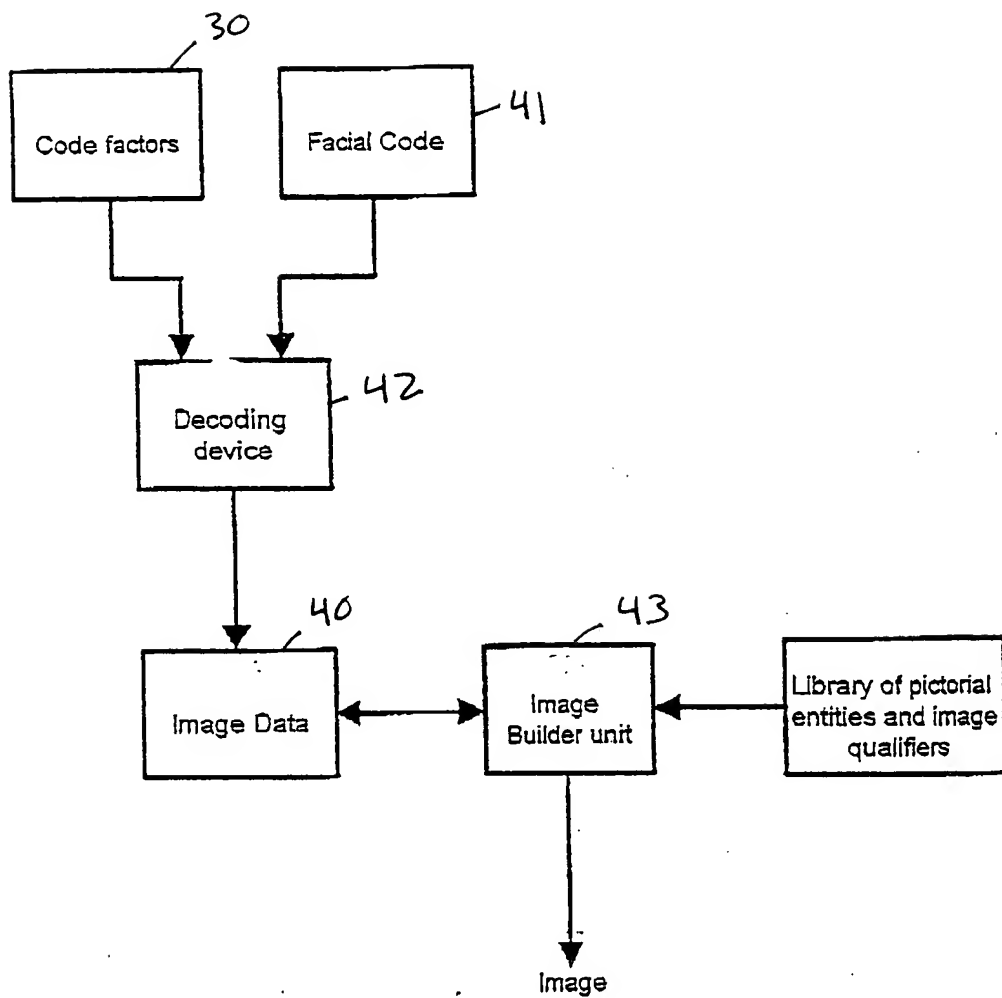 30
41
Code factors
Facial Code
42
Decoding
device
40
43
Image Data
Image
Builder unit
Library of pictorial
entities and image
qualifiers
Image